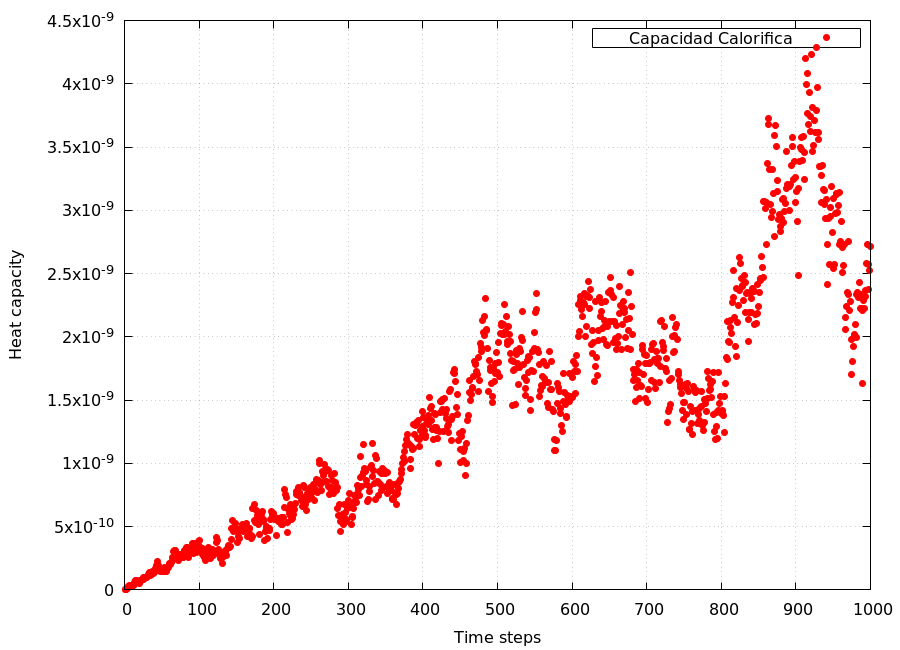 4.5x10-9
Capacidad Calorifica
4x10-9
3.5x10-9
3x10-9
2.5x10-9
2x10-9
1.5x10-9
1x10-9
5x10-10
0
Heat capacity
0 100 200 300 400 500 600 700 800 900 1000
Time steps